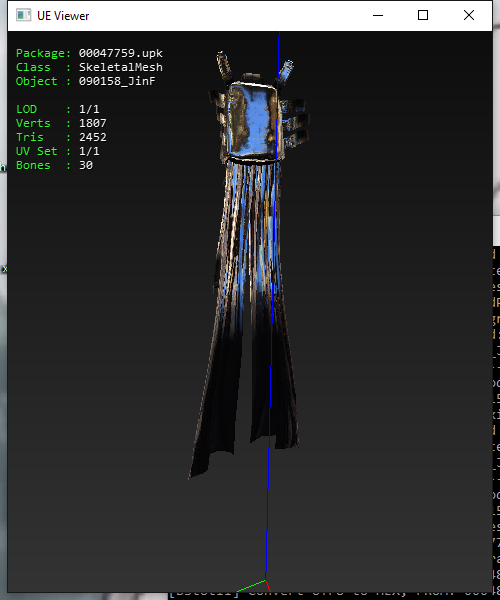 UE Viewer
Package: 00047759.upk
Class  : SkeletalMesh
Object : 090158_JinF
LOD    : 1/1
Verts  : 1807
Tris   : 2452
UV Set : 1/1
Bones  : 30